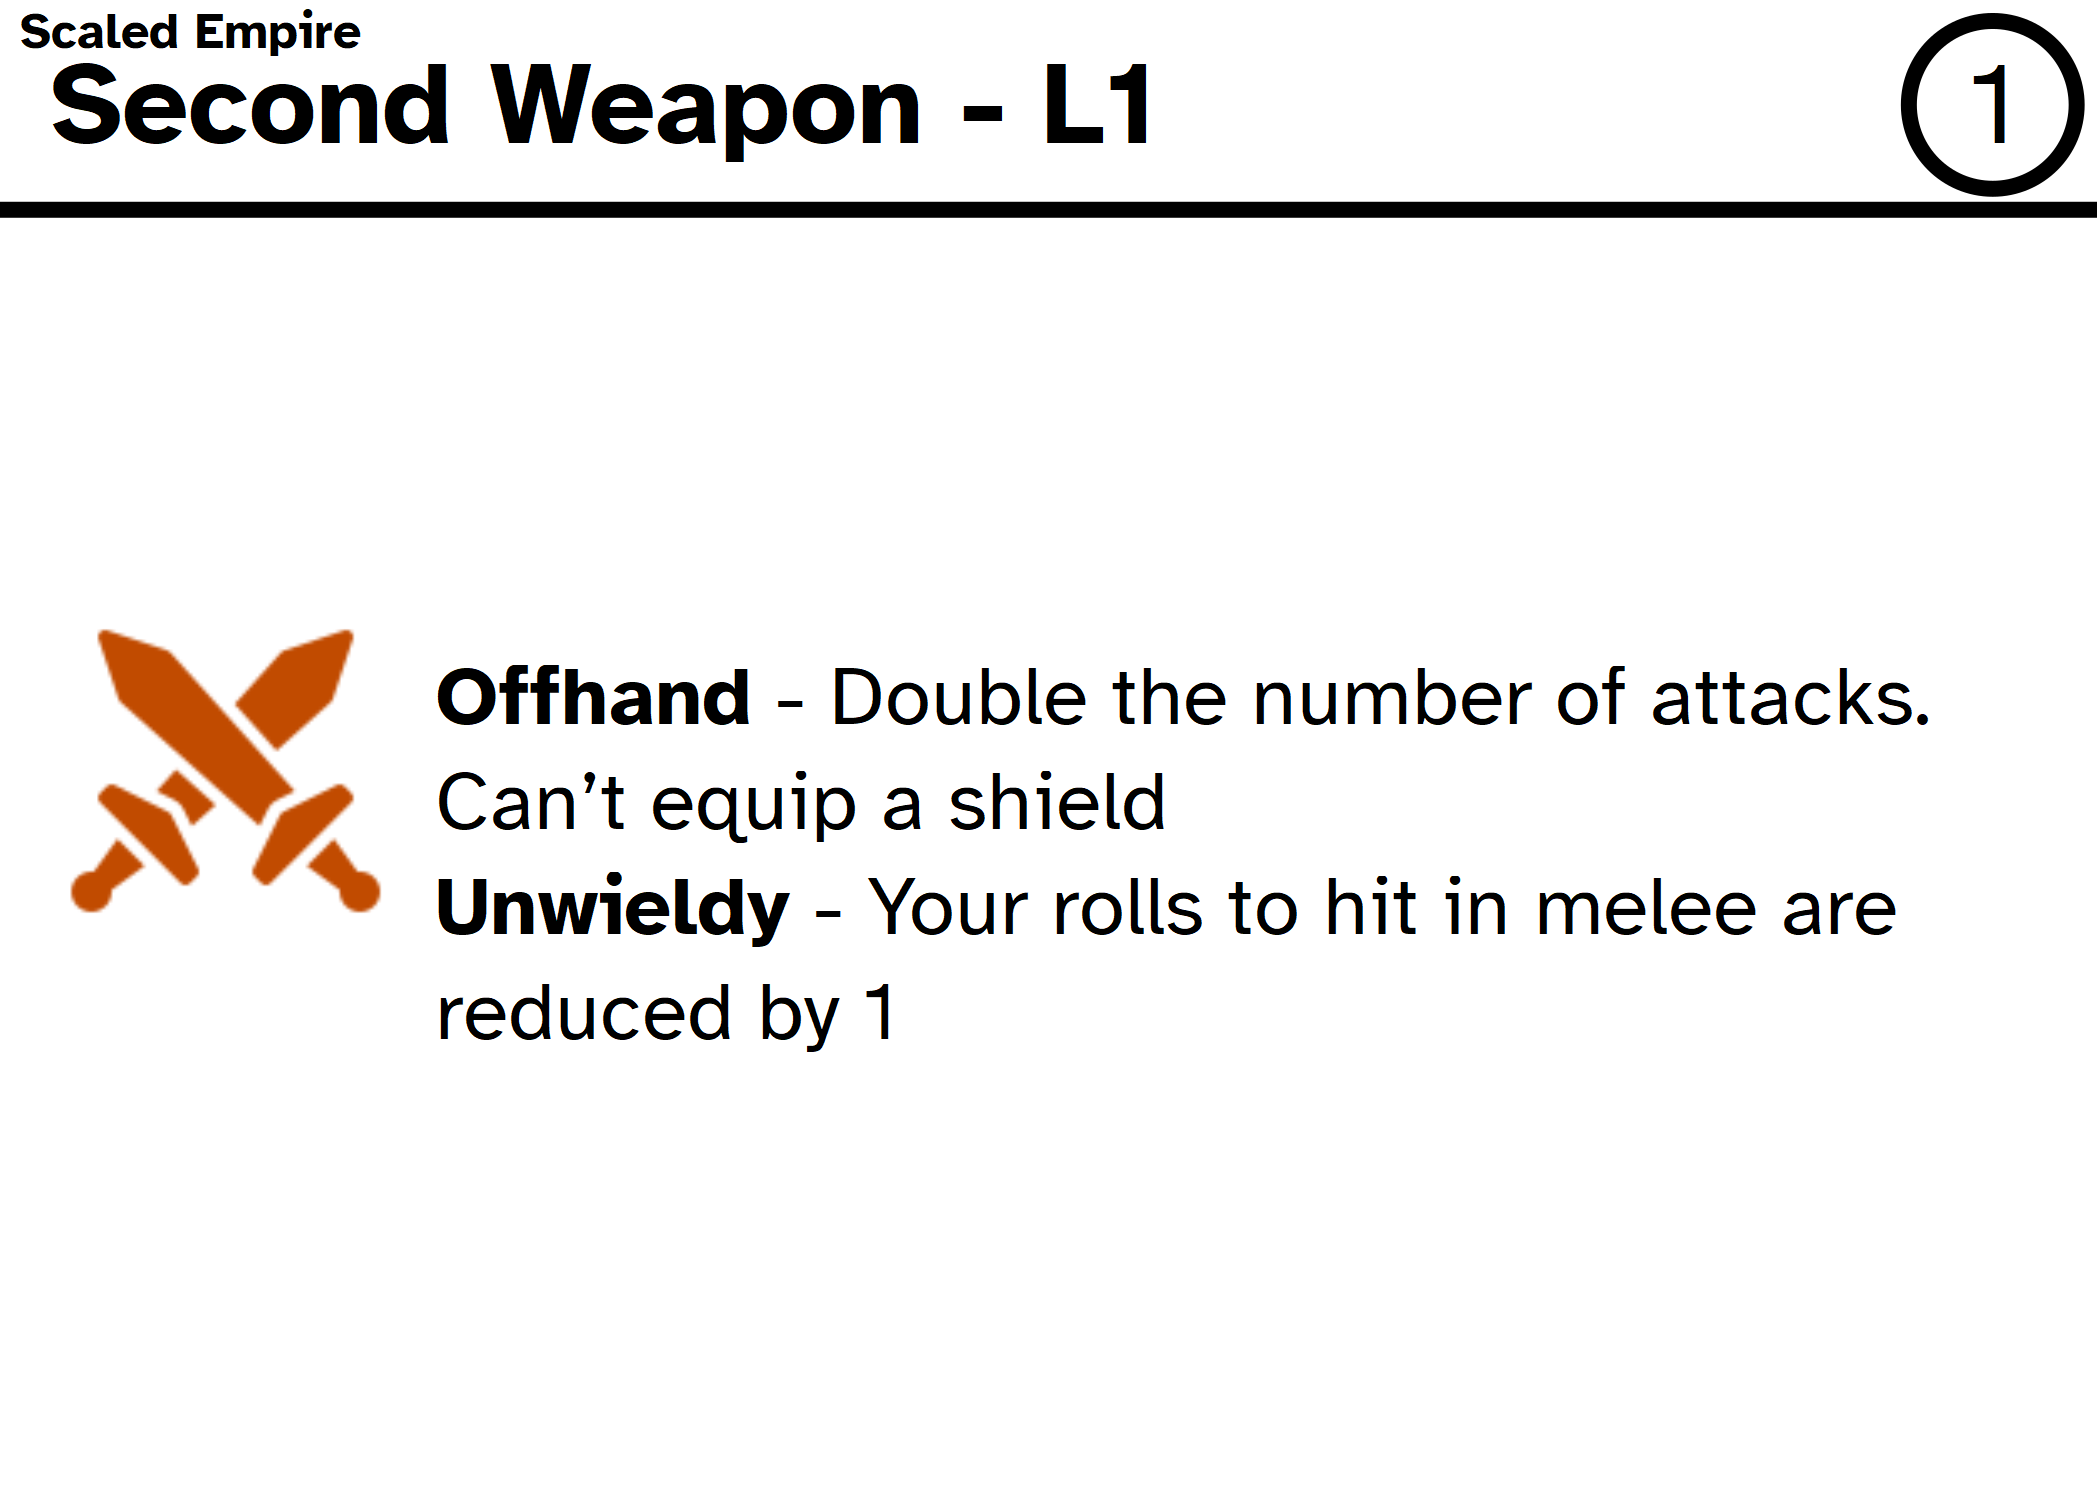 Scaled Empire
Second Weapon - L1
1
Offhand - Double the number of attacks.
Can’t equip a shield
Unwieldy - Your rolls to hit in melee are
reduced by 1